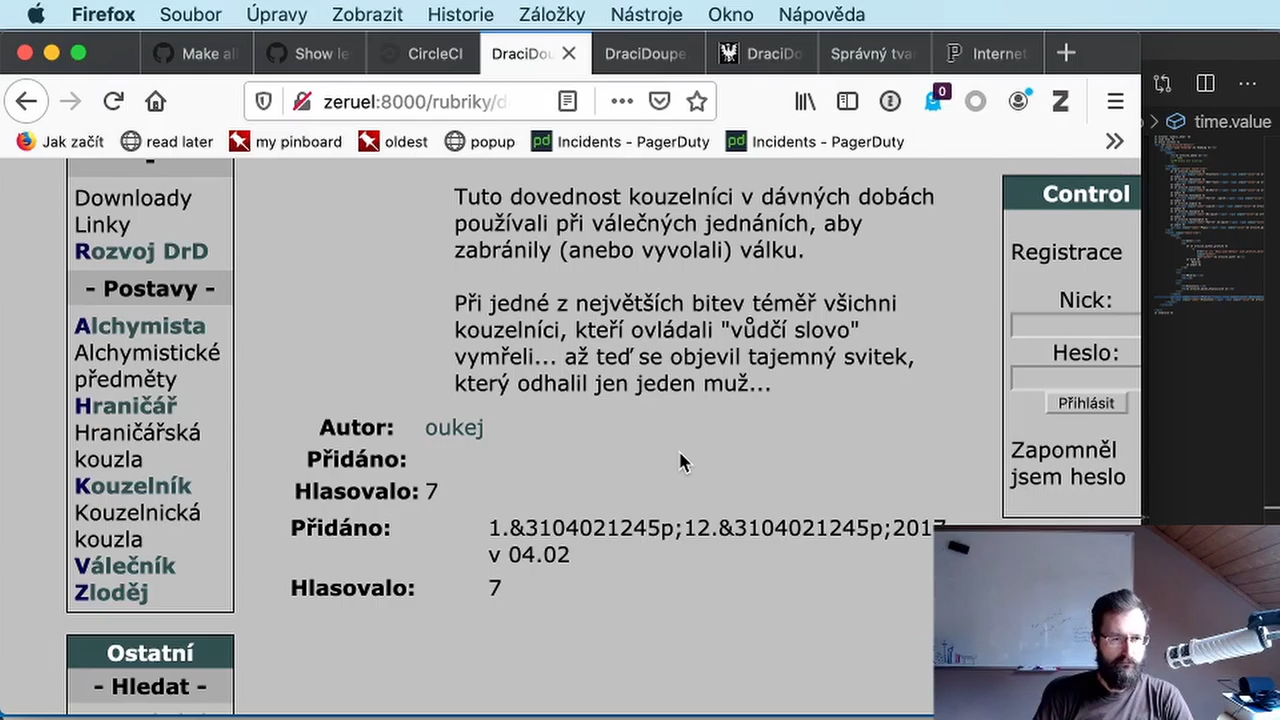 Firefox Soubor Úpravy Zobrazit Historie Záložky Nástroje Okno Nápověda
Make all Show le CircleCI DraciDou DraciDoupe DraciDo Správný tva Internet
zeruel:8000/rubriky/d 0
time.value
Jak začít read later my pinboard oldest popup Incidents - PagerDuty Incidents - PagerDuty
-
Downloady
Linky
Rozvoj DrD
- Postavy -
Alchymista
Alchymistické
předměty
Hraničář
Hraničářská
kouzla
Kouzelník
Kouzelnická
kouzla
Válečník
Zloděj
Ostatní
- Hledat -
Tuto dovednost kouzelníci v dávných dobách
používali při válečných jednáních, aby
zabránily (anebo vyvolali) válku.
Při jedné z největších bitev téměř všichni
kouzelníci, kteří ovládali "vůdčí slovo"
vymřeli... až teď se objevil tajemný svitek,
který odhalil jen jeden muž...
Autor: oukej
Přidáno:
Hlasovalo: 7
Přidáno: 1.&3104021245p;12.&3104021245p;2017
v 04.02
Hlasovalo: 7
Control
Registrace
Nick:
Heslo:
Přihlásit
Zapomněl
jsem heslo